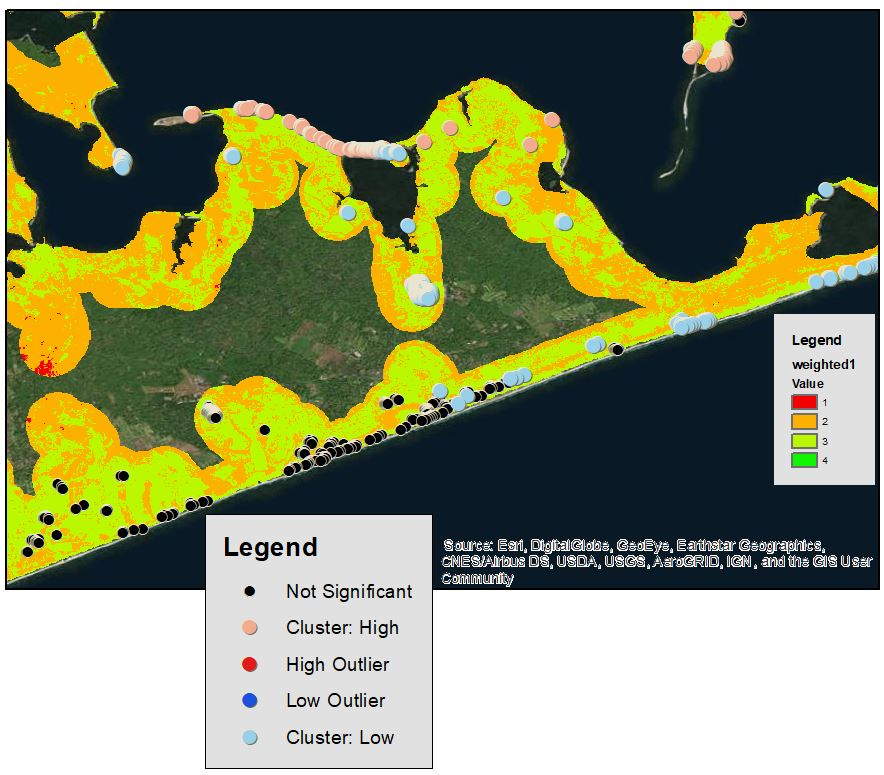 Legend
weighted1
Value
1
2
3
4
Source: Esri, DigitalGlobe, GeoEye, Earthstar Geographics,
CNES/Airbus DS, USDA, USGS, AeroGRID, IGN, and the GIS User
Community
Legend
Not Significant
Cluster: High
High Outlier
Low Outlier
Cluster: Low